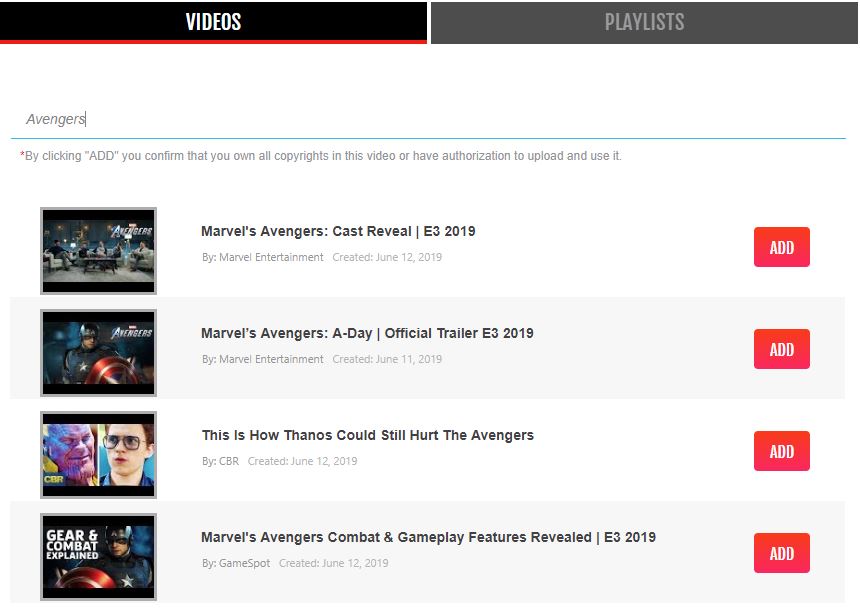 VIDEOS
PLAYLISTS
Avengers
*By clicking "ADD" you confirm that you own all copyrights in this video or have authorization to upload and use it.
AVENGERS
Marvel's Avengers: Cast Reveal | E3 2019
By: Marvel Entertainment Created: June 12, 2019
ADD
AVENGERS
Marvel’s Avengers: A-Day | Official Trailer E3 2019
By: Marvel Entertainment Created: June 11, 2019
ADD
CBR
This Is How Thanos Could Still Hurt The Avengers
By: CBR Created: June 12, 2019
ADD
GEAR &
COMBAT
EXPLAINED
Marvel's Avengers Combat & Gameplay Features Revealed | E3 2019
By: GameSpot Created: June 12, 2019
ADD